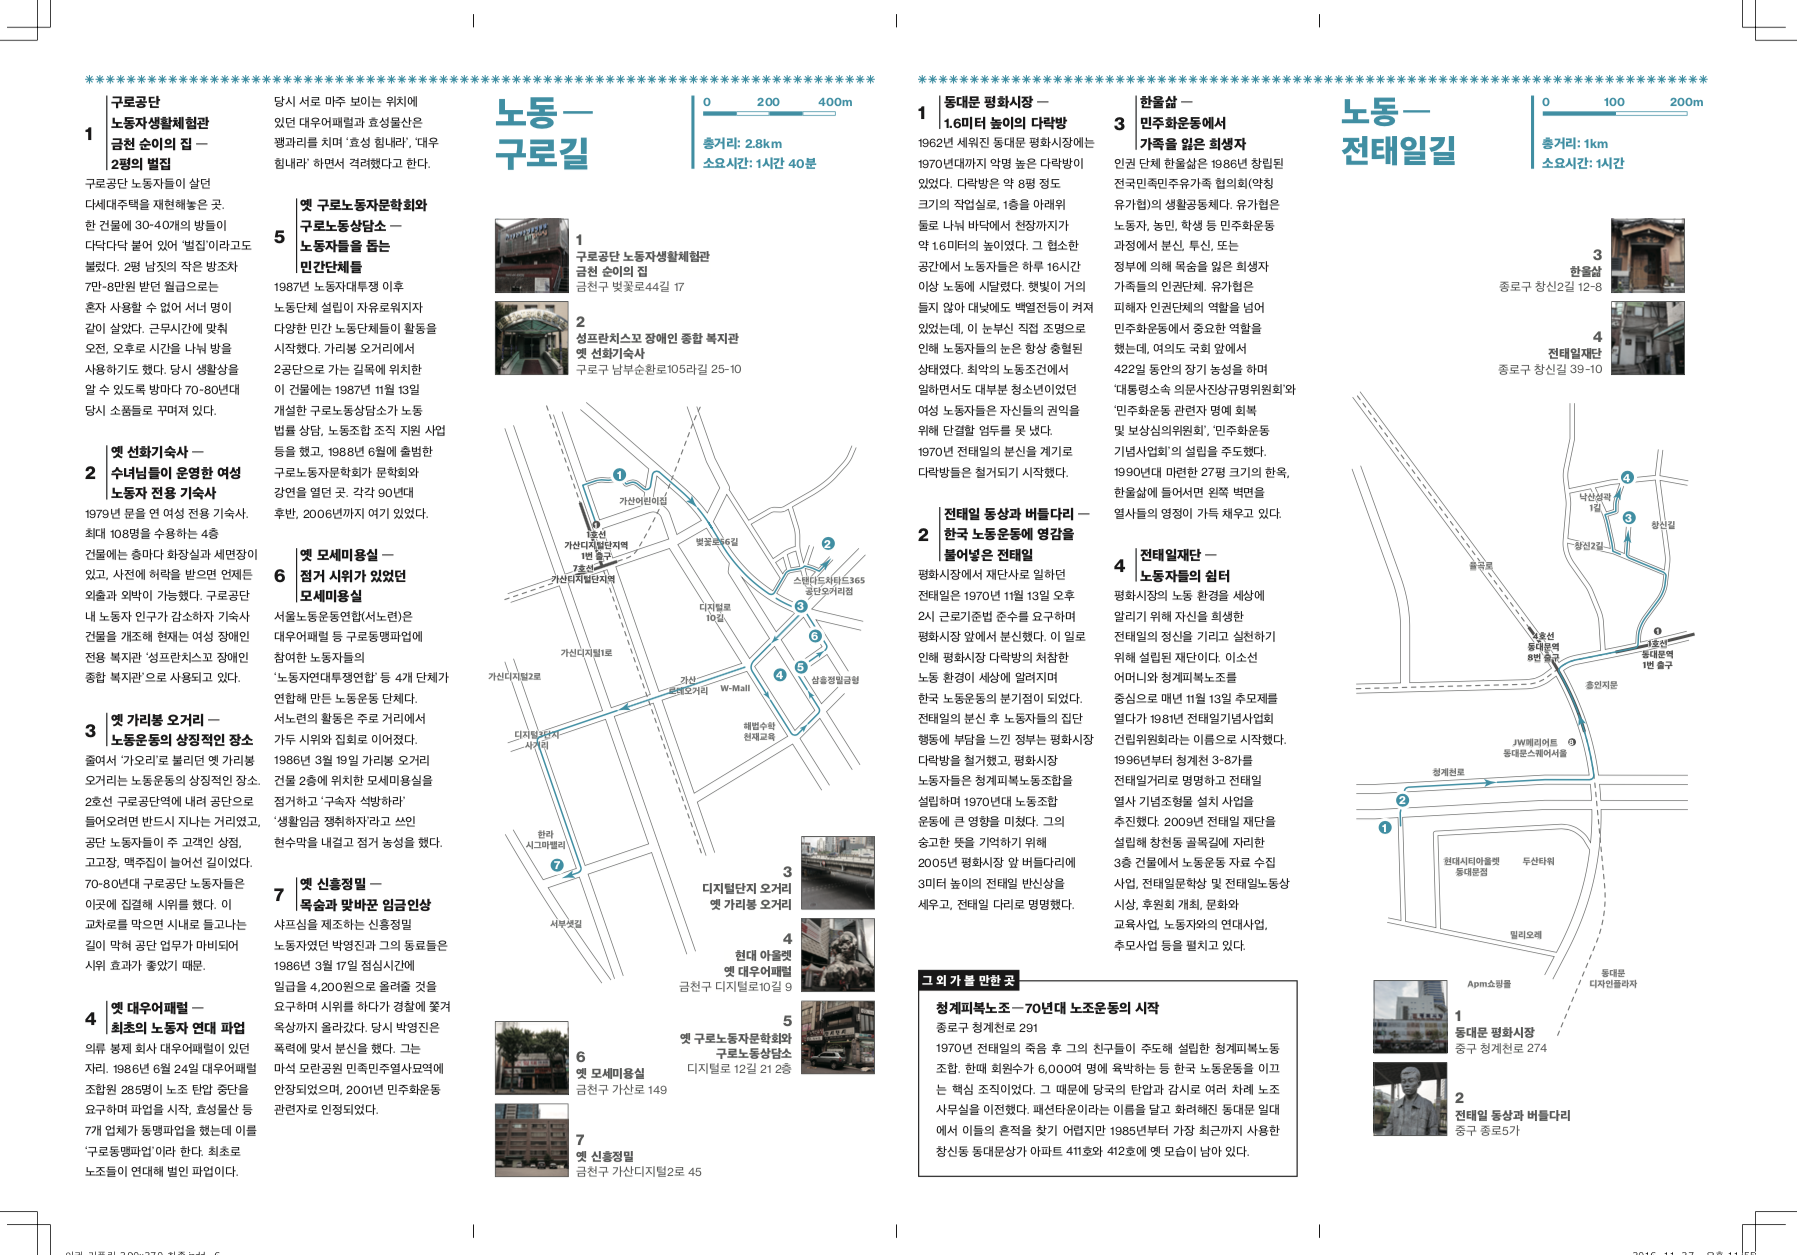 1
구로공단
노동자생활체험관
금천 순이의 집 —
2평의 벌집
구로공단 노동자들이 살던
다세대주택을 재현해놓은 곳.
한 건물에 30-40개의 방들이
다닥다닥 붙어 있어 ‘벌집’이라고도
불렀다. 2평 남짓의 작은 방조차
7만-8만원 받던 월급으로는
혼자 사용할 수 없어 서너 명이
같이 살았다. 근무시간에 맞춰
오전, 오후로 시간을 나눠 방을
사용하기도 했다. 당시 생활상을
알 수 있도록 방마다 70-80년대
당시 소품들로 꾸며져 있다.
2
옛 선화기숙사 —
수녀님들이 운영한 여성
노동자 전용 기숙사
1979년 문을 연 여성 전용 기숙사.
최대 108명을 수용하는 4층
건물에는 층마다 화장실과 세면장이
있고, 사전에 허락을 받으면 언제든
외출과 외박이 가능했다. 구로공단
내 노동자 인구가 감소하자 기숙사
건물을 개조해 현재는 여성 장애인
전용 복지관 ‘성프란치스꼬 장애인
종합 복지관’으로 사용되고 있다.
3
옛 가리봉 오거리 —
노동운동의 상징적인 장소
줄여서 ‘가오리’로 불리던 옛 가리봉
오거리는 노동운동의 상징적인 장소.
2호선 구로공단역에 내려 공단으로
들어오려면 반드시 지나는 거리였고,
공단 노동자들이 주 고객인 상점,
고고장, 맥주집이 늘어선 길이었다.
70-80년대 구로공단 노동자들은
이곳에 집결해 시위를 했다. 이
교차로를 막으면 시내로 들고나는
길이 막혀 공단 업무가 마비되어
시위 효과가 좋았기 때문.
4
옛 대우어패럴 —
최초의 노동자 연대 파업
의류 봉제 회사 대우어패럴이 있던
자리. 1986년 6월 24일 대우어패럴
조합원 285명이 노조 탄압 중단을
요구하며 파업을 시작, 효성물산 등
7개 업체가 동맹파업을 했는데 이를
‘구로동맹파업’이라 한다. 최초로
노조들이 연대해 벌인 파업이다.
당시 서로 마주 보이는 위치에
있던 대우어패럴과 효성물산은
꽹과리를 치며 ‘효성 힘내라’, ‘대우
힘내라’ 하면서 격려했다고 한다.
5
옛 구로노동자문학회와
구로노동상담소 —
노동자들을 돕는
민간단체들
1987년 노동자대투쟁 이후
노동단체 설립이 자유로워지자
다양한 민간 노동단체들이 활동을
시작했다. 가리봉 오거리에서
2공단으로 가는 길목에 위치한
이 건물에는 1987년 11월 13일
개설한 구로노동상담소가 노동
법률 상담, 노동조합 조직 지원 사업
등을 했고, 1988년 6월에 출범한
구로노동자문학회가 문학회와
강연을 열던 곳. 각각 90년대
후반, 2006년까지 여기 있었다.
6
옛 모세미용실 —
점거 시위가 있었던
모세미용실
서울노동운동연합(서노련)은
대우어패럴 등 구로동맹파업에
참여한 노동자들의
‘노동자연대투쟁연합’ 등 4개 단체가
연합해 만든 노동운동 단체다.
서노련의 활동은 주로 거리에서
가두 시위와 집회로 이어졌다.
1986년 3월 19일 가리봉 오거리
건물 2층에 위치한 모세미용실을
점거하고 ‘구속자 석방하라’
‘생활임금 쟁취하자’라고 쓰인
현수막을 내걸고 점거 농성을 했다.
7
옛 신흥정밀 —
목숨과 맞바꾼 임금인상
샤프심을 제조하는 신흥정밀
노동자였던 박영진과 그의 동료들은
1986년 3월 17일 점심시간에
일급을 4,200원으로 올려줄 것을
요구하며 시위를 하다가 경찰에 쫓겨
옥상까지 올라갔다. 당시 박영진은
폭력에 맞서 분신을 했다. 그는
마석 모란공원 민족민주열사묘역에
안장되었으며, 2001년 민주화운동
관련자로 인정되었다.
노동—
구로길
0 200 400m
총거리: 2.8km
소요시간: 1시간 40분
1
구로공단 노동자생활체험관
금천 순이의 집
금천구 벚꽃로44길 17
2
성프란치스꼬 장애인 종합 복지관
옛 선화기숙사
구로구 남부순환로105라길 25-10
1
가산어린이집
1
1호선
가산디지털단지역
1번 출구
7호선
가산디지털단지역
벚꽃로56길
2
스탠다드차타드365
공단오거리점
디지털로
10길
3
6
5
4
가산디지털1로
가산디지털2로
가산
로데오거리
W-Mall
삼흥정밀금형
해법수학
천재교육
디지털3단지
사거리
한라
시그마밸리
7
서부샛길
3
디지털단지 오거리
옛 가리봉 오거리
4
현대 아울렛
옛 대우어패럴
금천구 디지털로10길 9
5
옛 구로노동자문학회와
구로노동상담소
디지털로 12길 21 2층
6
옛 모세미용실
금천구 가산로 149
7
옛 신흥정밀
금천구 가산디지털2로 45
1
동대문 평화시장 —
1.6미터 높이의 다락방
1962년 세워진 동대문 평화시장에는
1970년대까지 악명 높은 다락방이
있었다. 다락방은 약 8평 정도
크기의 작업실로, 1층을 아래위
둘로 나눠 바닥에서 천장까지가
약 1.6미터의 높이였다. 그 협소한
공간에서 노동자들은 하루 16시간
이상 노동에 시달렸다. 햇빛이 거의
들지 않아 대낮에도 백열전등이 켜져
있었는데, 이 눈부신 직접 조명으로
인해 노동자들의 눈은 항상 충혈된
상태였다. 최악의 노동조건에서
일하면서도 대부분 청소년이었던
여성 노동자들은 자신들의 권익을
위해 단결할 엄두를 못 냈다.
1970년 전태일의 분신을 계기로
다락방들은 철거되기 시작했다.
2
전태일 동상과 버들다리 —
한국 노동운동에 영감을
불어넣은 전태일
평화시장에서 재단사로 일하던
전태일은 1970년 11월 13일 오후
2시 근로기준법 준수를 요구하며
평화시장 앞에서 분신했다. 이 일로
인해 평화시장 다락방의 처참한
노동 환경이 세상에 알려지며
한국 노동운동의 분기점이 되었다.
전태일의 분신 후 노동자들의 집단
행동에 부담을 느낀 정부는 평화시장
다락방을 철거했고, 평화시장
노동자들은 청계피복노동조합을
설립하며 1970년대 노동조합
운동에 큰 영향을 미쳤다. 그의
숭고한 뜻을 기억하기 위해
2005년 평화시장 앞 버들다리에
3미터 높이의 전태일 반신상을
세우고, 전태일 다리로 명명했다.
3
한울삶 —
민주화운동에서
가족을 잃은 희생자
인권 단체 한울삶은 1986년 창립된
전국민족민주유가족 협의회(약칭
유가협)의 생활공동체다. 유가협은
노동자, 농민, 학생 등 민주화운동
과정에서 분신, 투신, 또는
정부에 의해 목숨을 잃은 희생자
가족들의 인권단체. 유가협은
피해자 인권단체의 역할을 넘어
민주화운동에서 중요한 역할을
했는데, 여의도 국회 앞에서
422일 동안의 장기 농성을 하며
‘대통령소속 의문사진상규명위원회’와
‘민주화운동 관련자 명예 회복
및 보상심의위원회’, ‘민주화운동
기념사업회’의 설립을 주도했다.
1990년대 마련한 27평 크기의 한옥,
한울삶에 들어서면 왼쪽 벽면을
열사들의 영정이 가득 채우고 있다.
4
전태일재단 —
노동자들의 쉼터
평화시장의 노동 환경을 세상에
알리기 위해 자신을 희생한
전태일의 정신을 기리고 실천하기
위해 설립된 재단이다. 이소선
어머니와 청계피복노조를
중심으로 매년 11월 13일 추모제를
열다가 1981년 전태일기념사업회
건립위원회라는 이름으로 시작했다.
1996년부터 청계천 3-8가를
전태일거리로 명명하고 전태일
열사 기념조형물 설치 사업을
추진했다. 2009년 전태일 재단을
설립해 창천동 골목길에 자리한
3층 건물에서 노동운동 자료 수집
사업, 전태일문학상 및 전태일노동상
시상, 후원회 개최, 문화와
교육사업, 노동자와의 연대사업,
추모사업 등을 펼치고 있다.
그 외 가 볼 만한 곳
청계피복노조—70년대 노조운동의 시작
종로구 청계천로 291
1970년 전태일의 죽음 후 그의 친구들이 주도해 설립한 청계피복노동
조합. 한때 회원수가 6,000여 명에 육박하는 등 한국 노동운동을 이끄
는 핵심 조직이었다. 그 때문에 당국의 탄압과 감시로 여러 차례 노조
사무실을 이전했다. 패션타운이라는 이름을 달고 화려해진 동대문 일대
에서 이들의 흔적을 찾기 어렵지만 1985년부터 가장 최근까지 사용한
창신동 동대문상가 아파트 411호와 412호에 옛 모습이 남아 있다.
노동—
전태일길
0 100 200m
총거리: 1km
소요시간: 1시간
3
한울삶
종로구 창신2길 12-8
4
전태일재단
종로구 창신길 39-10
4
낙산성곽
1길
3
창신길
창신2길
율곡로
4호선
동대문역
8번 출구
1
1호선
동대문역
1번 출구
흥인지문
JW메리어트
동대문스퀘어서울
8
청계천로
2
1
현대시티아울렛
동대문점
두산타워
밀리오레
동대문
디자인플라자
Apm쇼핑몰
1
동대문 평화시장
중구 청계천로 274
2
전태일 동상과 버들다리
중구 종로5가